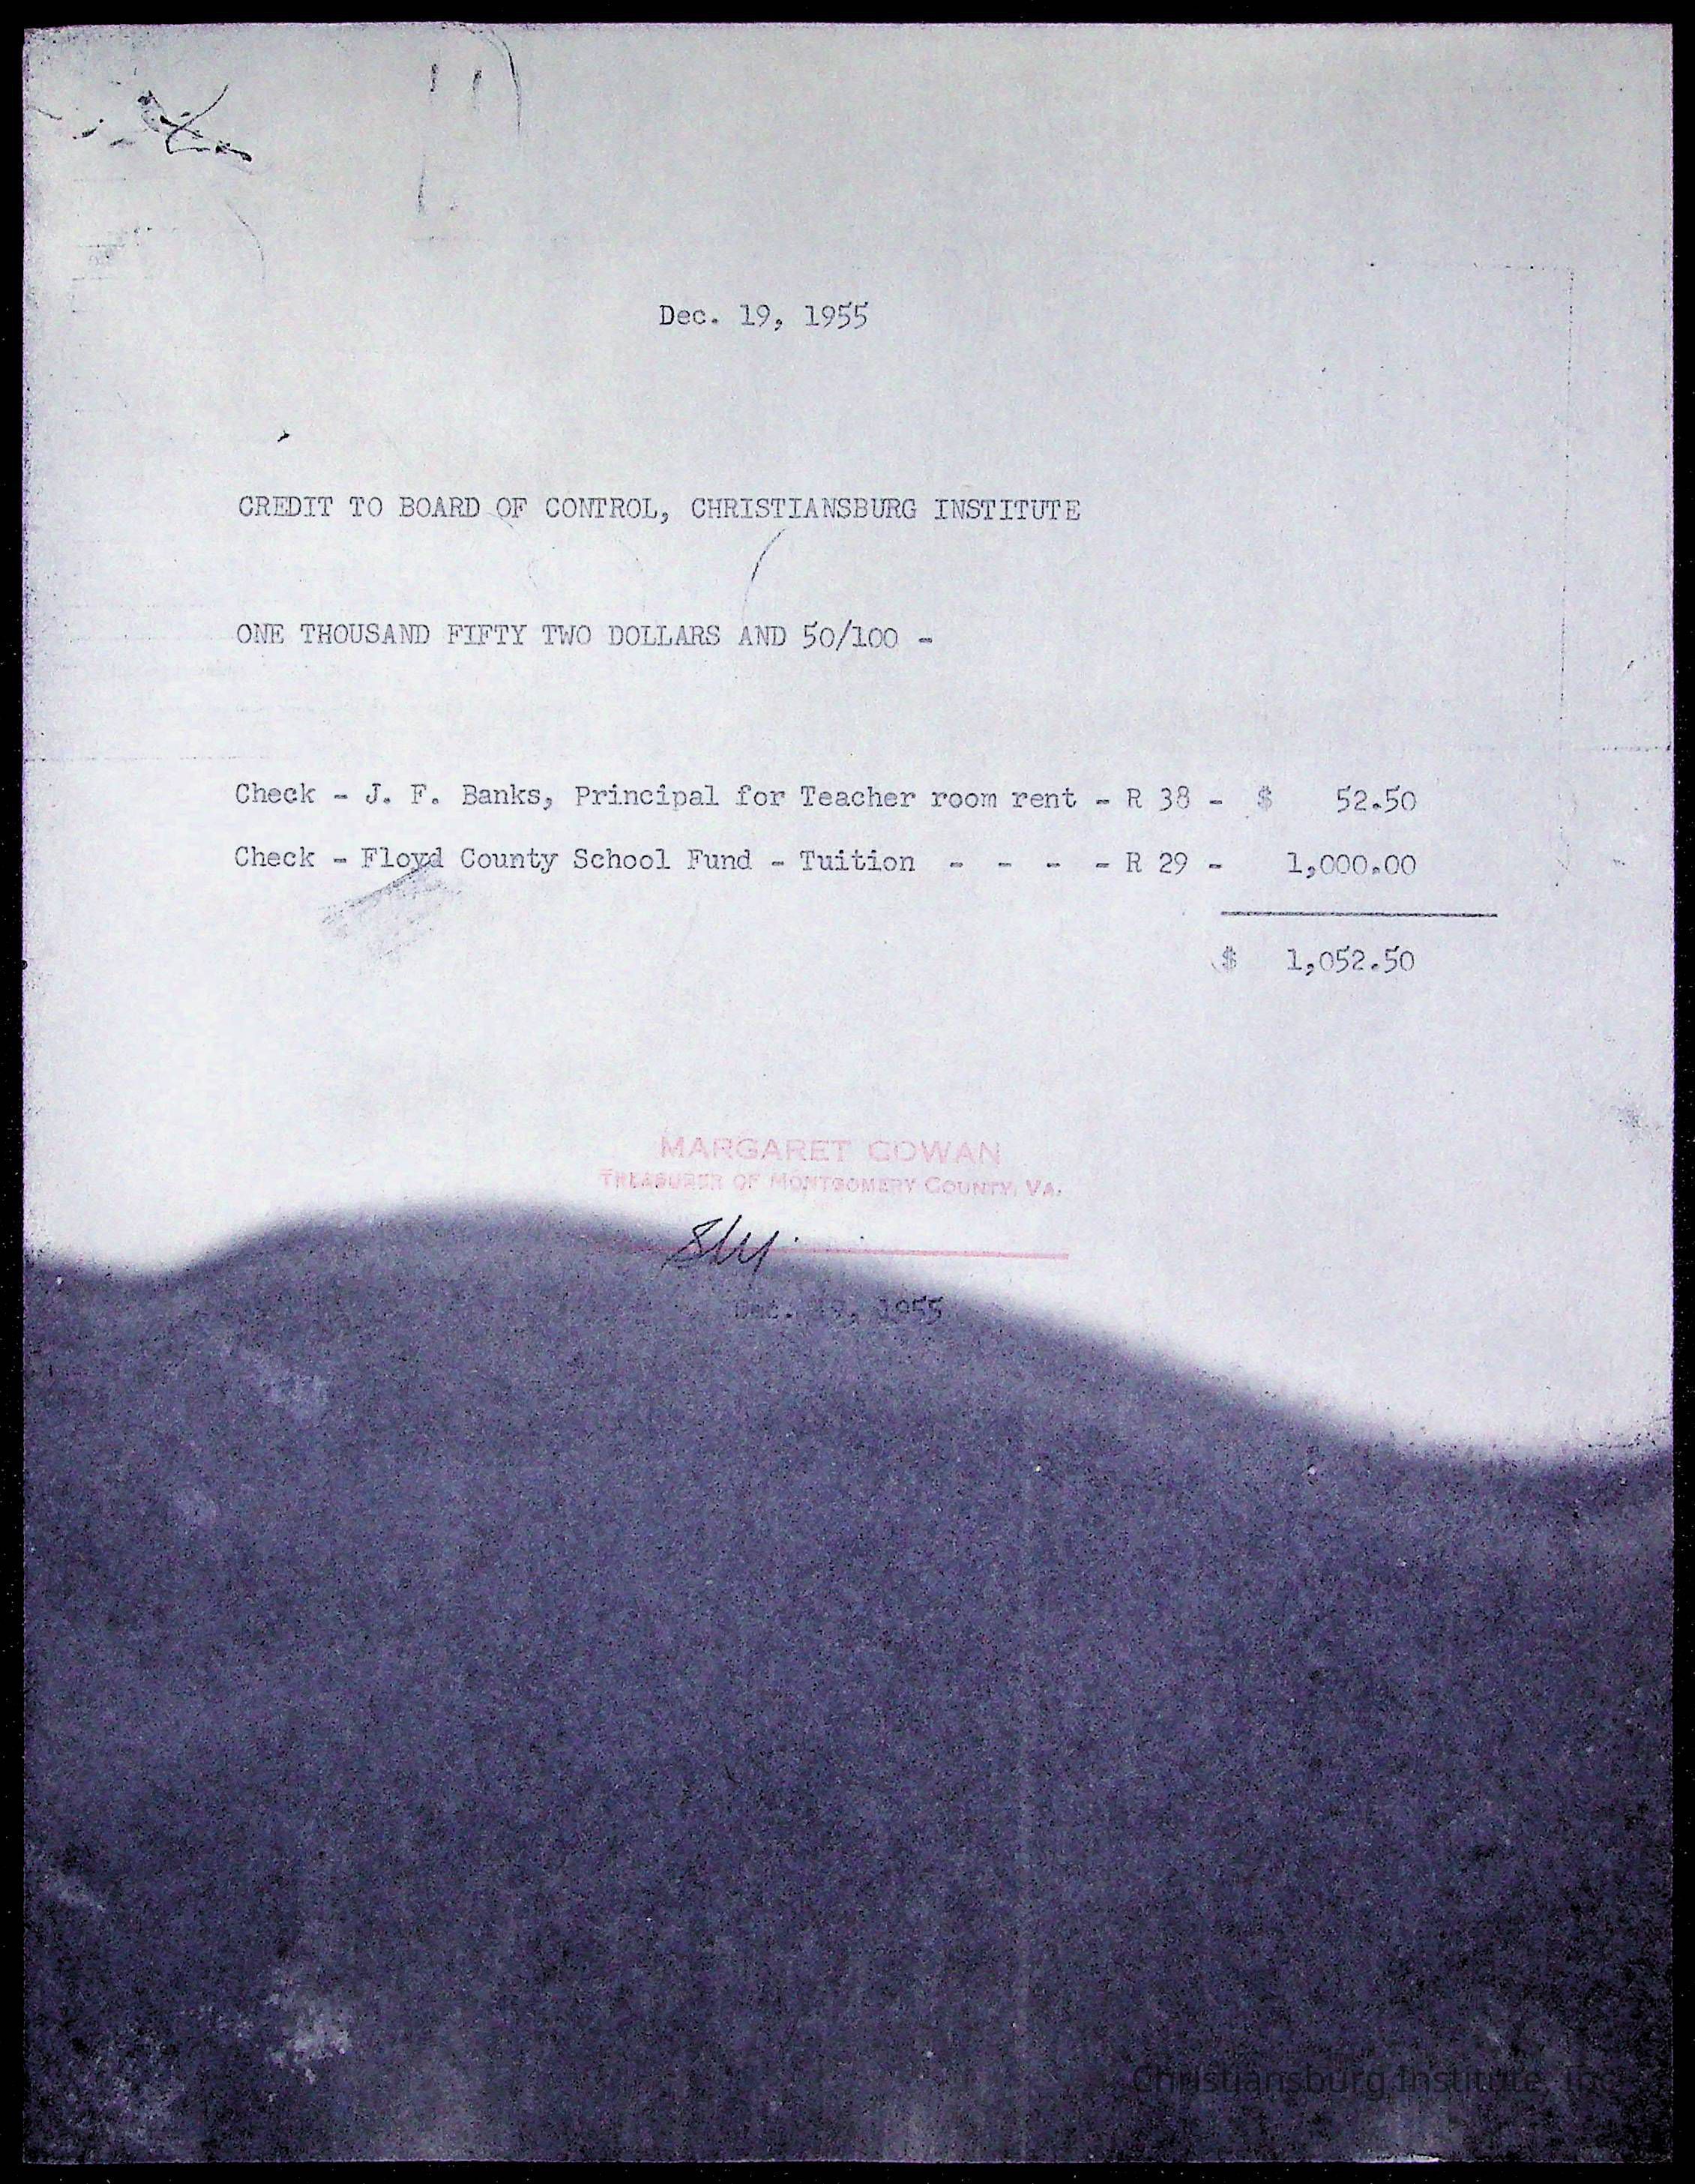 Dec. 19, 1955
CREDIT TO BOARD OF CONTROL, CHRISTIANSBURG INSTITUTE
ONE THOUSAND FIFTY TWO DOLLARS AND 50/100 -
Check - J. F. Banks, Principal for Teacher room rent - R 38 - $ 52.50
Check - Floyd County School Fund - Tuition - - - - R 29 - 1,000.00
$ 1,052.50
MARGARET GOWAN
TREASURER OF MONTGOMERY COUNTY, VA.
Dec. 19, 1955
Christiansburg Institute, Inc.